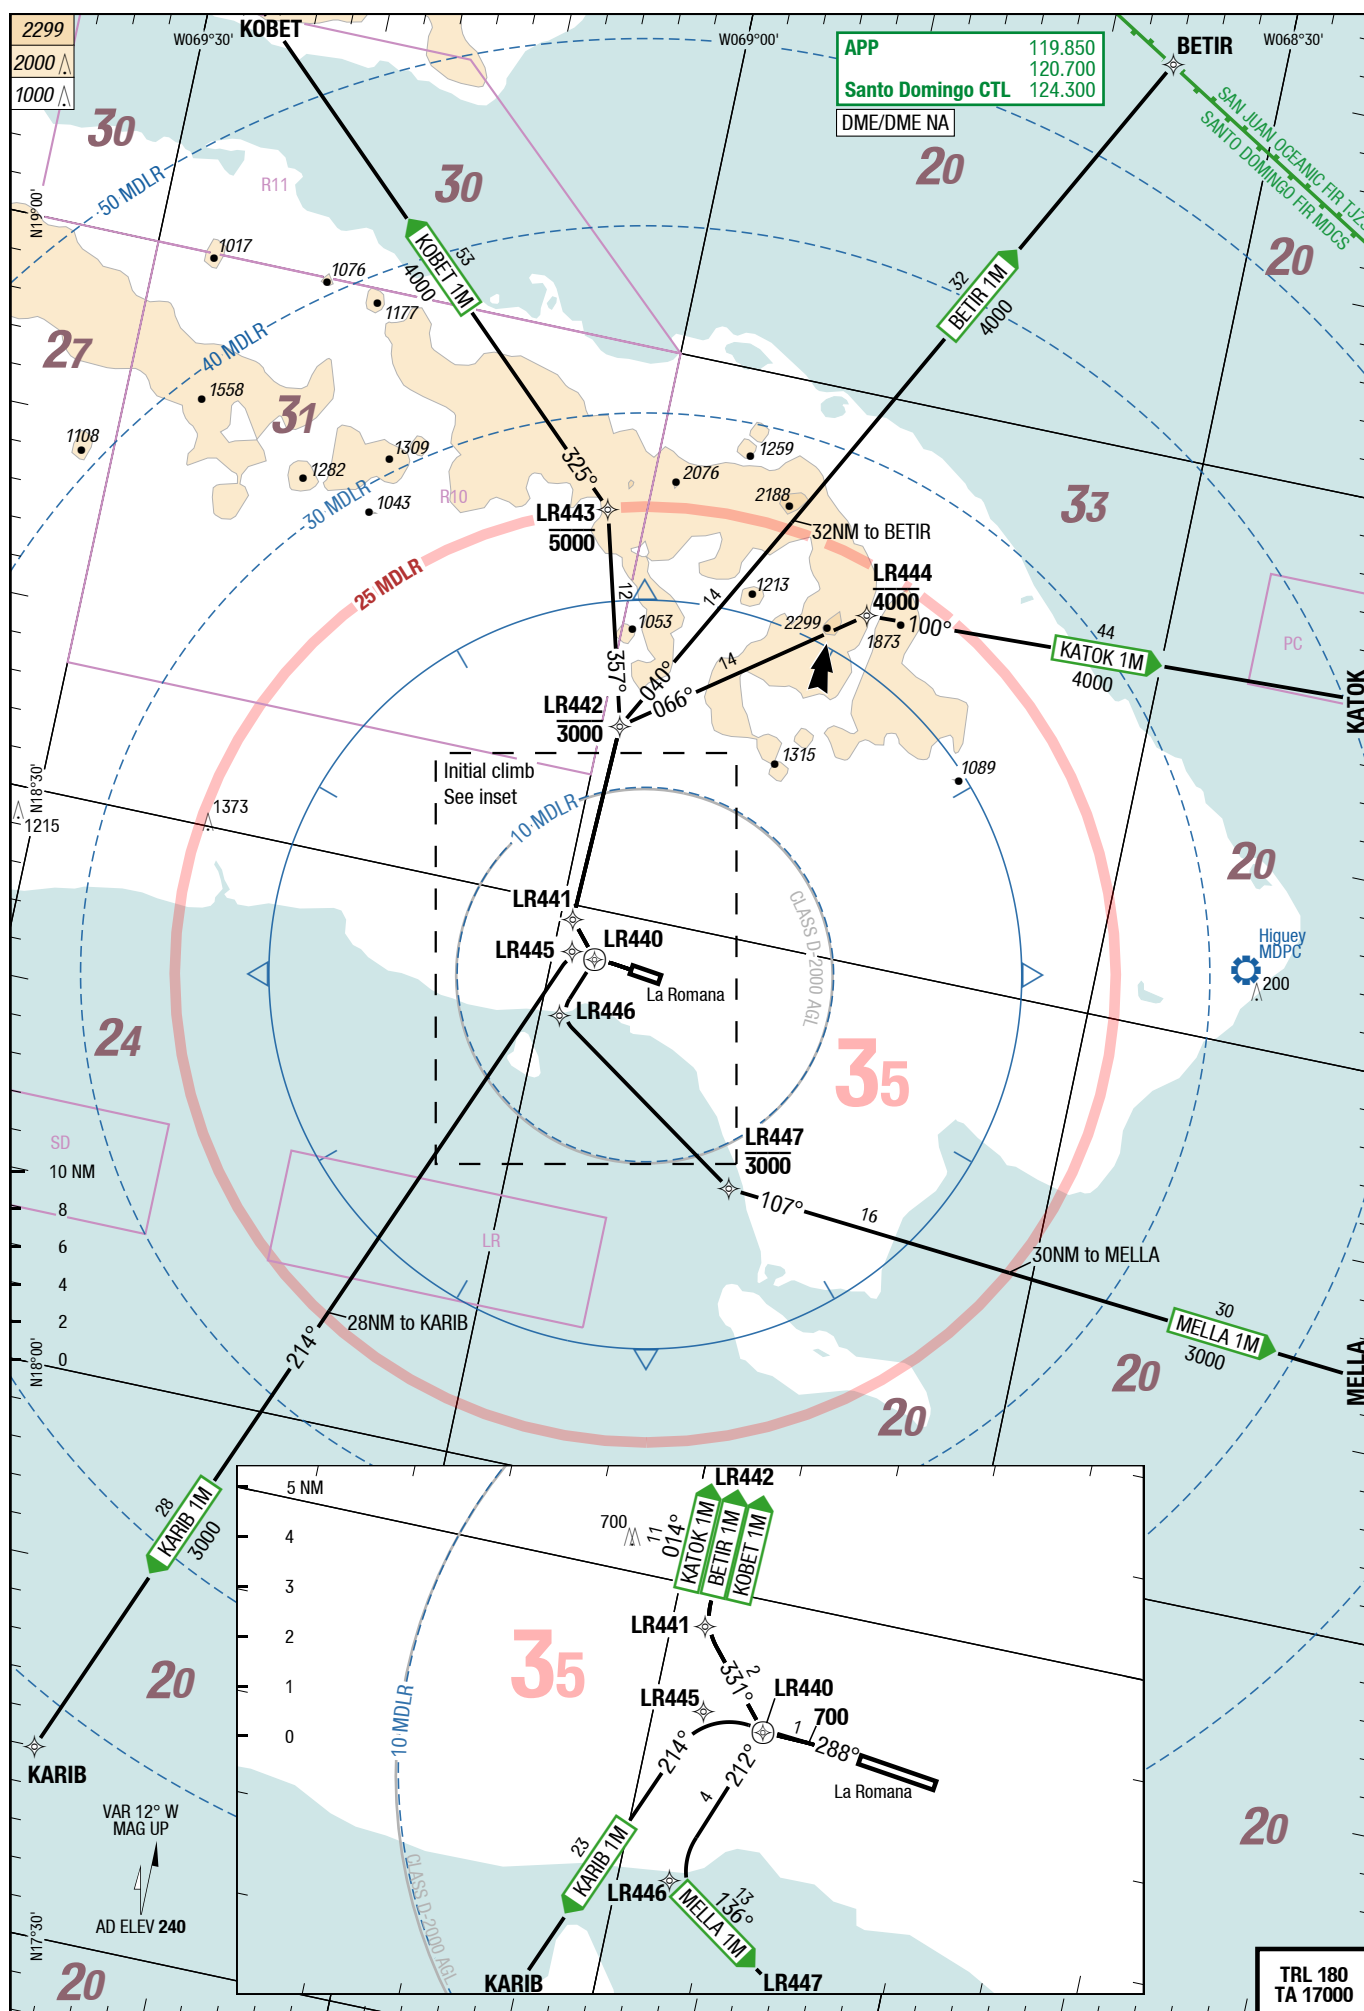 2299
2000
1000
W069°30'
KOBET
W069°00'
APP 119.850
120.700
Santo Domingo CTL 124.300
DME/DME NA
BETIR
W068°30'
SAN JUAN OCEANIC FIR TJZS
SANTO DOMINGO FIR MDCS
30
30
20
20
R11
50 MDLR
N19°00'
1017
1076
1177
53
KOBET 1M
4000
32
BETIR 1M
4000
27
40 MDLR
1558
31
1108
1282
1309
1043
30 MDLR
R10
325°
2076
1259
2188
33
LR443
5000
32NM to BETIR
25 MDLR
12
14
1213
LR444
4000
1053
2299
1873
100°
44
KATOK 1M
4000
PC
KATOK
357°
040°
066°
14
LR442
3000
1315
1089
Initial climb
See inset
N18°30'
1215
1373
10 MDLR
CLASS D-2000 AGL
20
LR441
LR445
LR440
La Romana
LR446
Higuey
MDPC
200
24
35
SD
LR447
3000
107°
16
10 NM
8
6
4
2
0
LR
30NM to MELLA
28NM to KARIB
214°
N18°00'
30
MELLA 1M
3000
MELLA
20
20
28
KARIB 1M
3000
5 NM
4
3
2
1
0
700
LR442
11
014°
KATOK 1M
BETIR 1M
KOBET 1M
LR441
35
2
331°
LR440
LR445
700
1
288°
La Romana
214°
212°
4
10 MDLR
23
KARIB 1M
LR446
13
136°
MELLA 1M
CLASS D-2000 AGL
KARIB
LR447
20
KARIB
VAR 12° W
MAG UP
AD ELEV 240
N17°30'
20
20
TRL 180
TA 17000